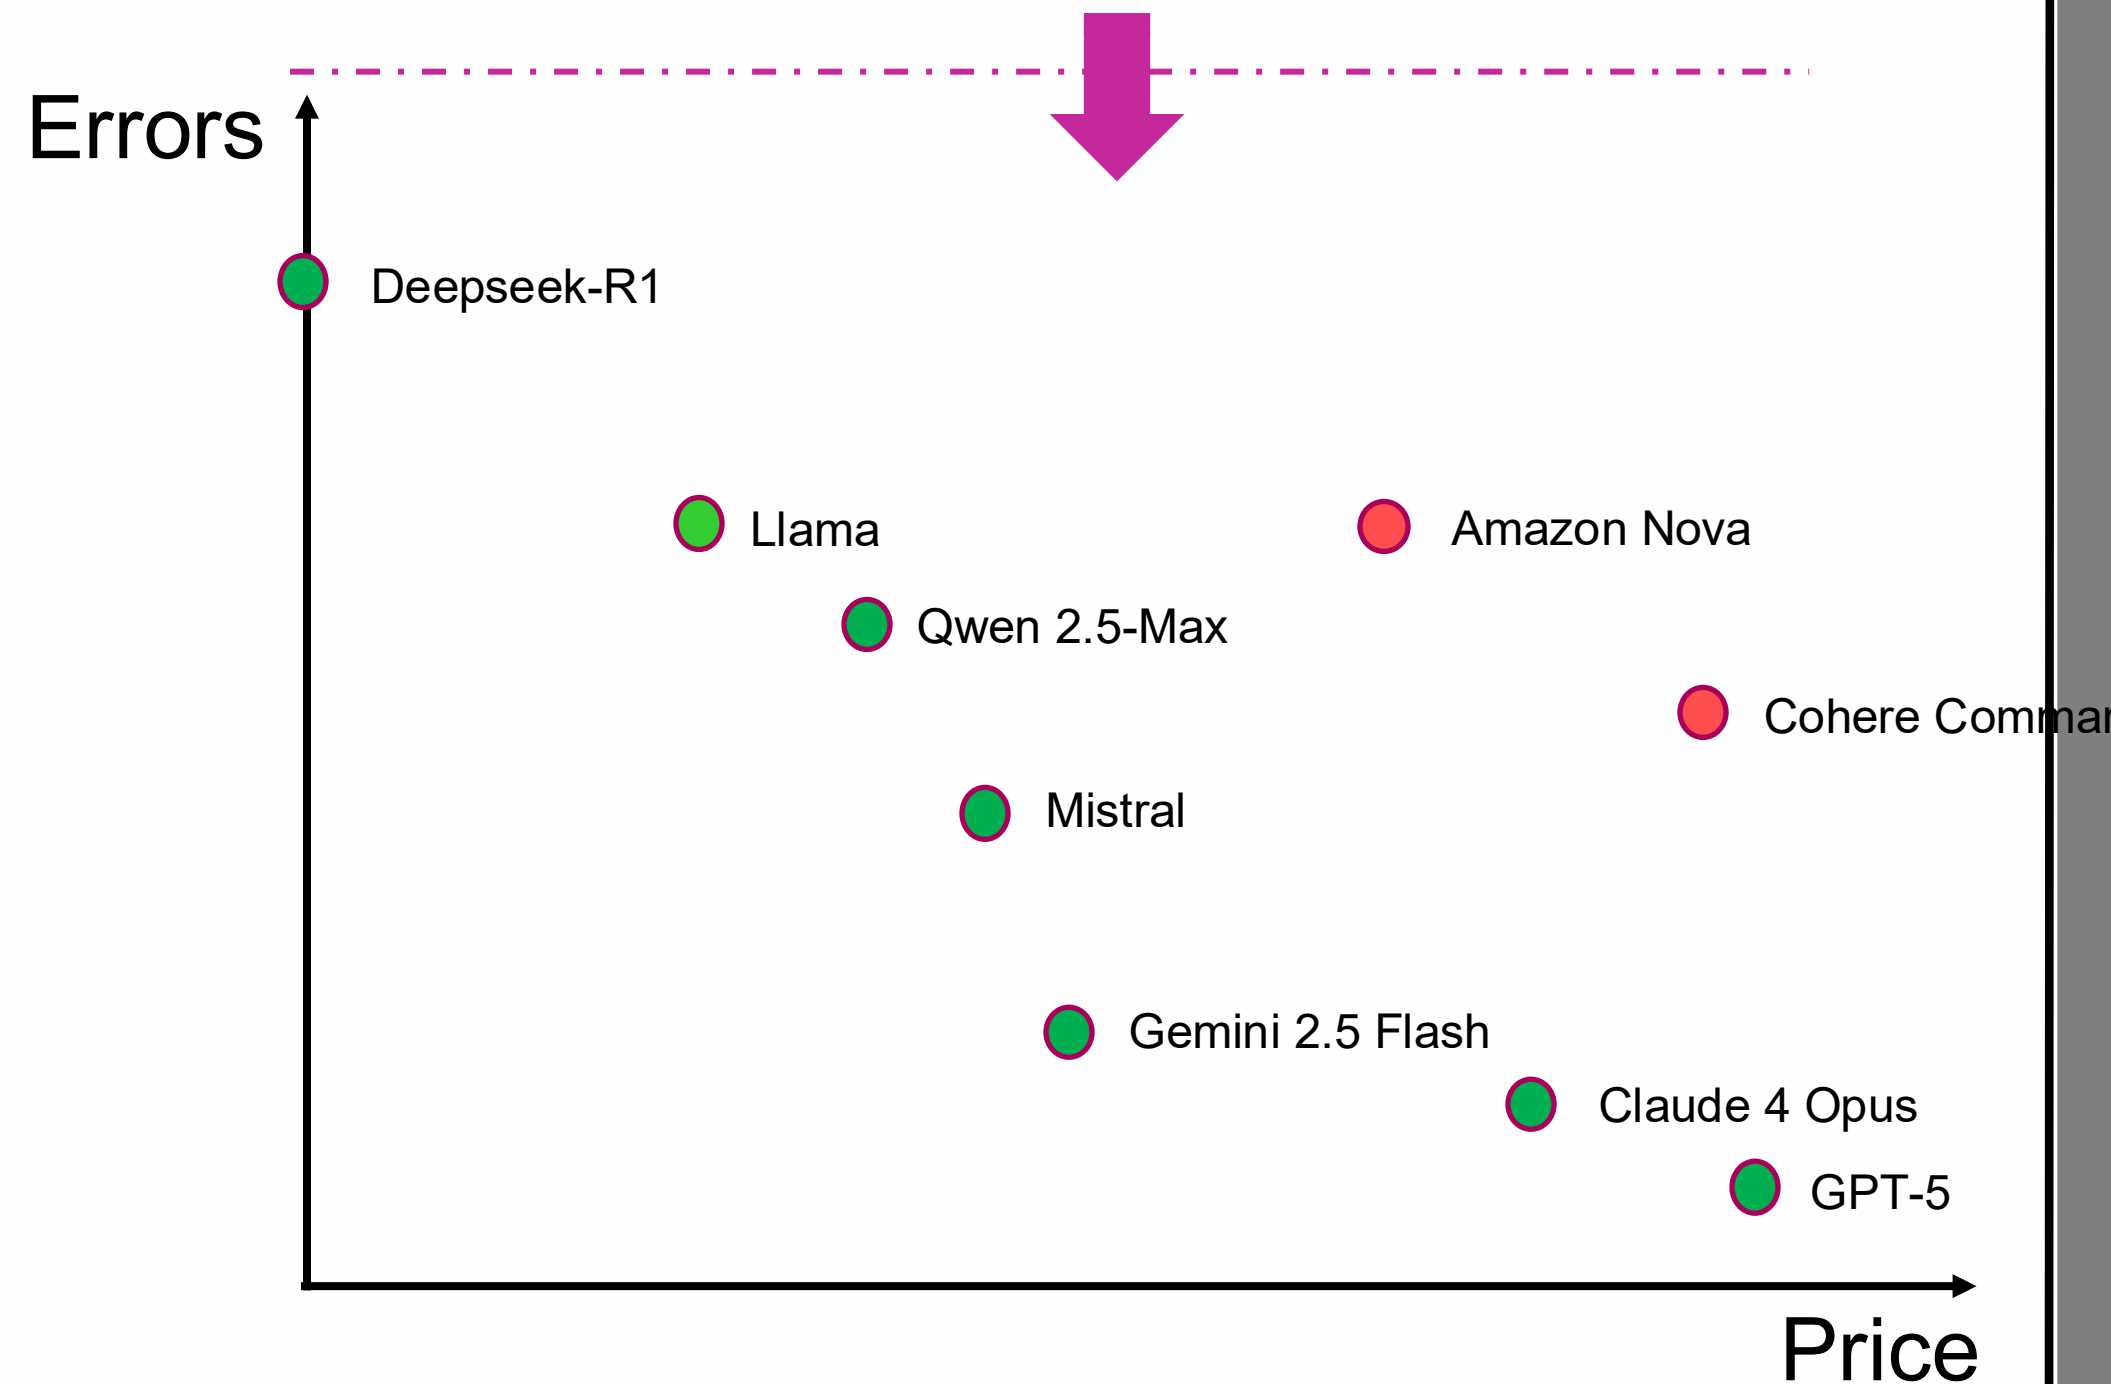 Errors
Deepseek-R1
Llama
Amazon Nova
Qwen 2.5-Max
Cohere
Mistral
Gemini 2.5 Flash
Claude 4 Opus
GPT-5
Price